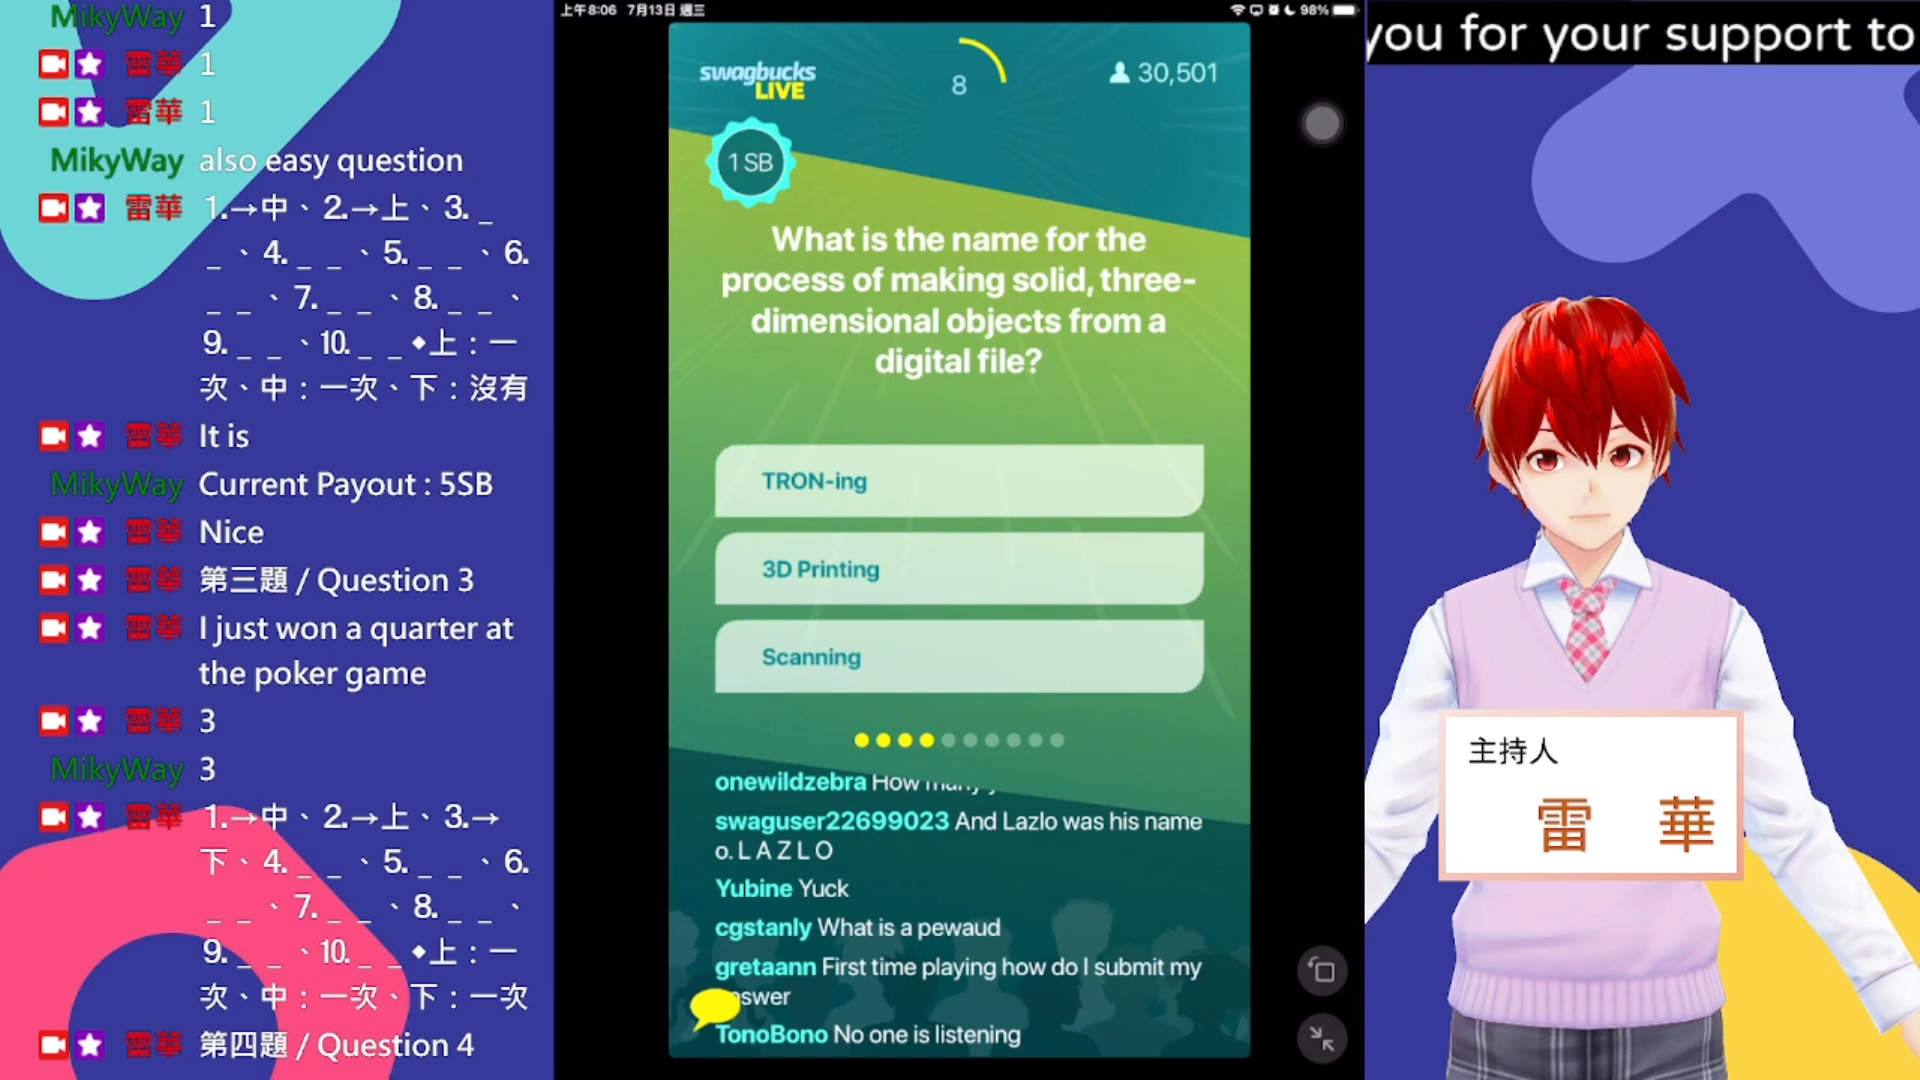 MikyWay 1
雷華 1
雷華 1
MikyWay also easy question
雷華 1.→中、2.→上、3. _
_ 、4. _ _ 、5. _ _ 、6.
_ _ 、7. _ _ 、8. _ _ 、
9. _ _ 、10. _ _ ◆上：一
次、中：一次、下：沒有
雷華 It is
MikyWay Current Payout : 5SB
雷華 Nice
雷華 第三題 / Question 3
雷華 I just won a quarter at
the poker game
雷華 3
MikyWay 3
雷華 1.→中、2.→上、3.→
下、4. _ _ 、5. _ _ 、6.
_ _ 、7. _ _ 、8. _ _ 、
9. _ _ 、10. _ _ ◆上：一
次、中：一次、下：一次
雷華 第四題 / Question 4
上午8:06 7月13日 週三
98%
swagbucks
LIVE
8
30,501
1 SB
What is the name for the
process of making solid, three-
dimensional objects from a
digital file?
TRON-ing
3D Printing
Scanning
onewildzebra How many
swaguser22699023 And Lazlo was his name
o. L A Z L O
Yubine Yuck
cgstanly What is a pewaud
gretaann First time playing how do I submit my
swer
TonoBono No one is listening
you for your support to
主持人
雷 華